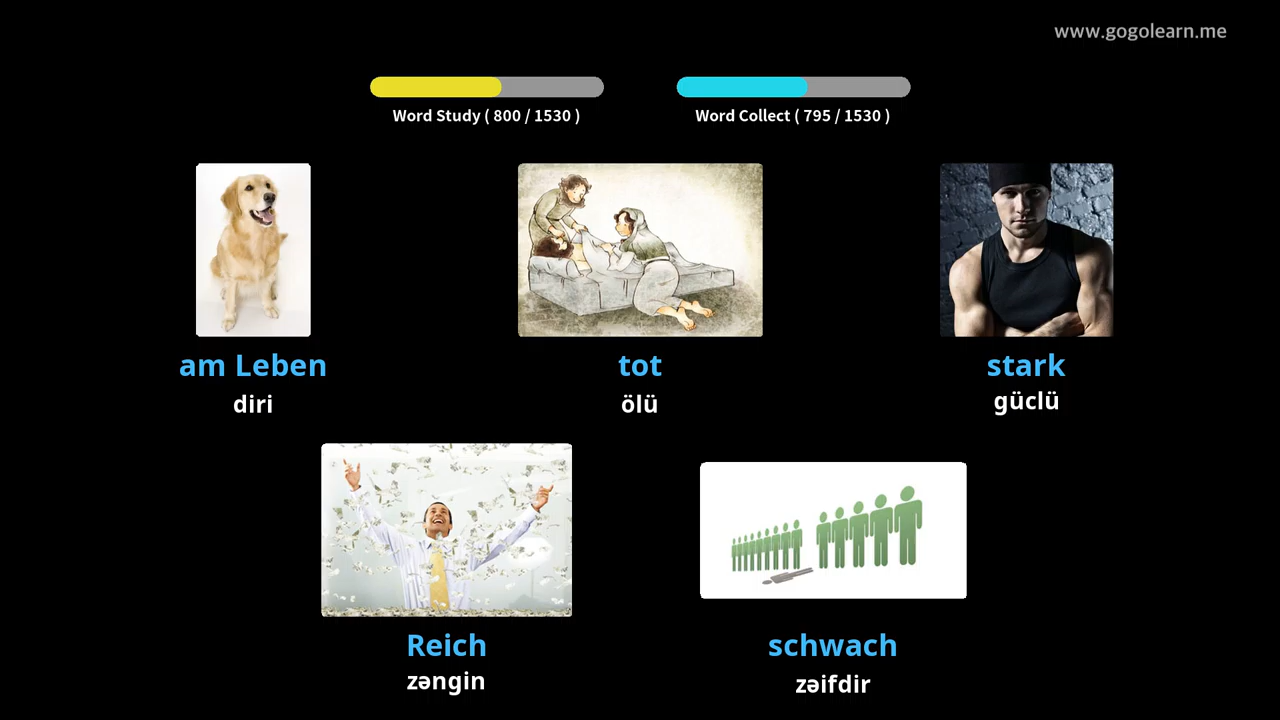 www.gogolearn.me
Word Study ( 800 / 1530 )
Word Collect ( 795 / 1530 )
am Leben
diri
tot
ölü
stark
güclü
Reich
zəngin
schwach
zəifdir